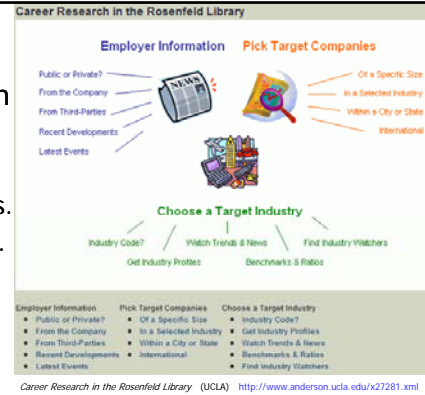 Career Research in the Rosenfeld Library
Employer Information Pick Target Companies
Public or Private?
From the Company
From Third-Parties
Recent Developments
Latest Events
NEWS
Of a Specific Size
In a Selected Industry
Within a City or State
International
n
s.
.
Choose a Target Industry
Industry Code? Watch Trends & News Find Industry Watchers
Get Industry Profiles Benchmarks & Ratios
Employer Information Pick Target Companies Choose a Target Industry
• Public or Private? • Of a Specific Size • Industry Code?
• From the Company • In a Selected Industry • Get Industry Profiles
• From Third-Parties • Within a City or State • Watch Trends & News
• Recent Developments • International • Benchmarks & Ratios
• Latest Events • Find Industry Watchers
Career Research in the Rosenfeld Library (UCLA) http://www.anderson.ucla.edu/x27281.xml